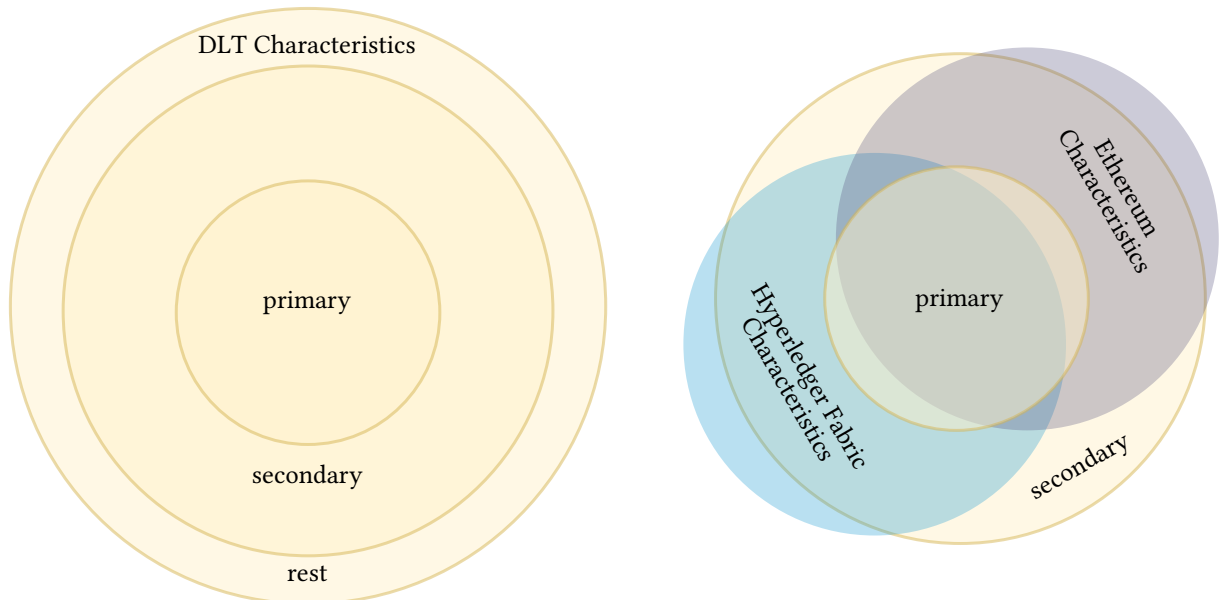 DLT Characteristics
primary
secondary
rest
Ethereum
Characteristics
primary
Hyperledger Fabric
Characteristics
secondary